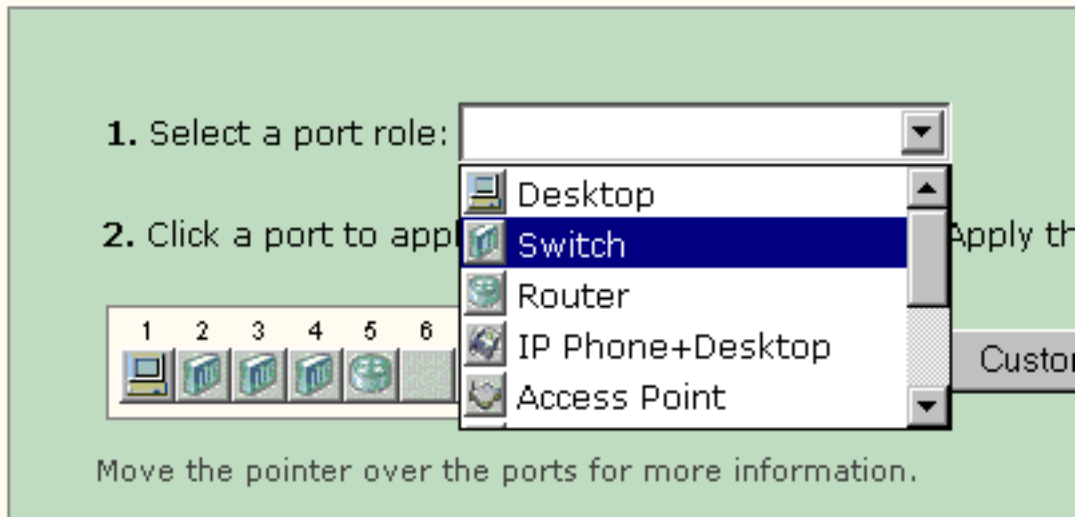 1. Select a port role:
Desktop
2. Click a port to appl
Switch
Apply th
Router
1 2 3 4 5 6
IP Phone+Desktop
Custom
Access Point
Move the pointer over the ports for more information.